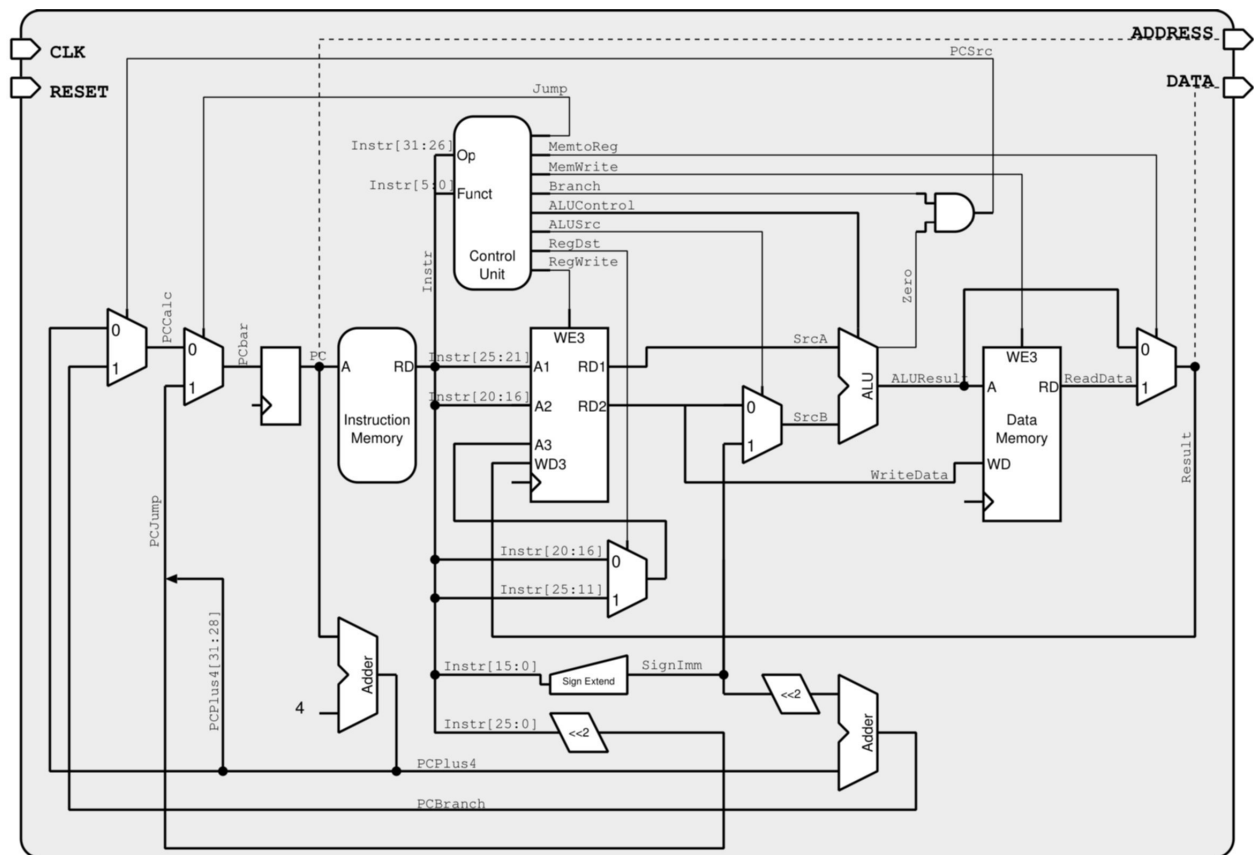 CLK
RESET
ADDRESS
DATA
PCSrc
Jump
Instr[31:26]
Op
Instr[5:0]
Funct
Control
Unit
MemtoReg
MemWrite
Branch
ALUControl
ALUSrc
RegDst
RegWrite
Instr
Zero
0
1
PCCalc
0
1
PCbar
PC
A
RD
Instruction
Memory
Instr[25:21]
Instr[20:16]
WE3
A1
RD1
A2
RD2
A3
WD3
SrcA
0
1
SrcB
ALU
ALUResult
WE3
A
RD
Data
Memory
WD
ReadData
0
1
WriteData
Result
PCJump
Instr[20:16]
0
Instr[25:11]
1
PCPlus4[31:28]
4
Adder
Instr[15:0]
Sign Extend
SignImm
<<2
Instr[25:0]
<<2
Adder
PCPlus4
PCBranch